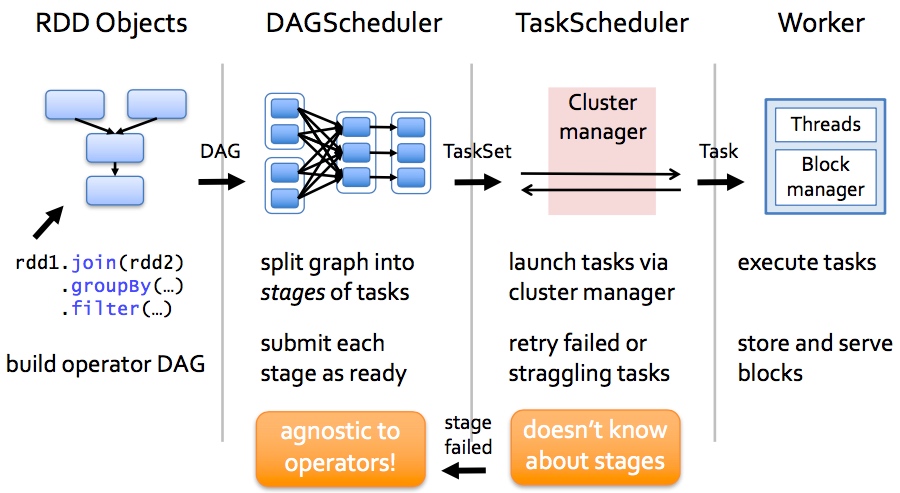 RDD Objects
DAG
rdd1.join(rdd2)
.groupBy(…)
.filter(…)
build operator DAG
DAGScheduler
TaskSet
split graph into
stages of tasks
submit each
stage as ready
agnostic to
operators!
stage
failed
TaskScheduler
Cluster
manager
Task
launch tasks via
cluster manager
retry failed or
straggling tasks
doesn't know
about stages
Worker
Threads
Block
manager
execute tasks
store and serve
blocks